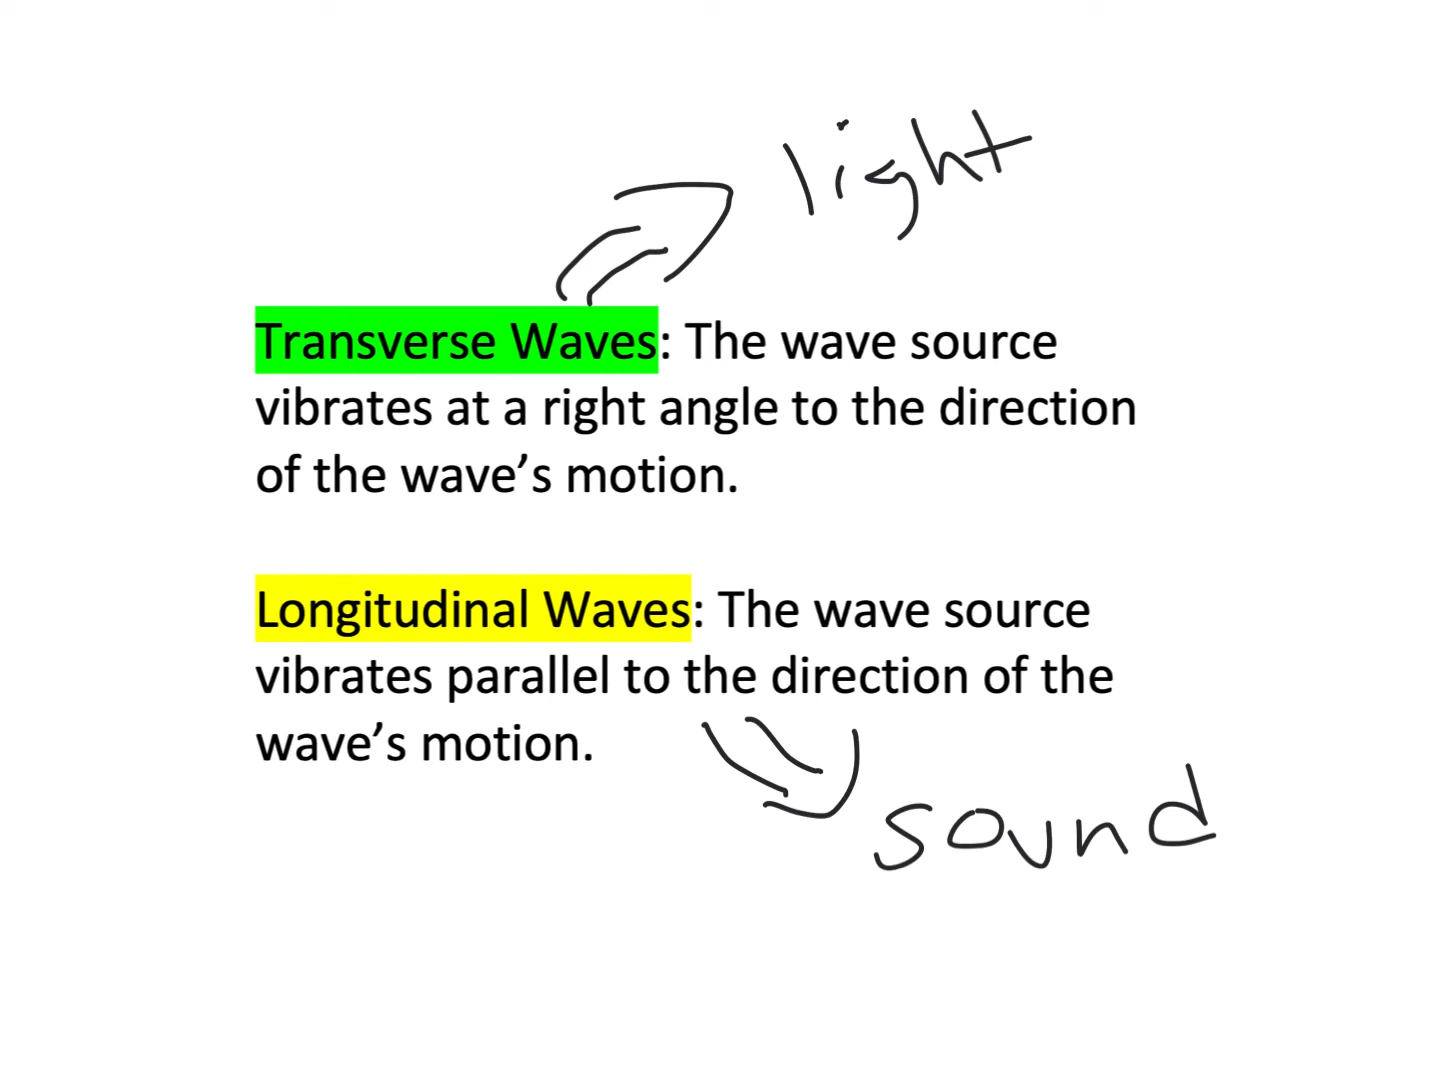 light
Transverse Waves: The wave source
vibrates at a right angle to the direction
of the wave’s motion.
Longitudinal Waves: The wave source
vibrates parallel to the direction of the
wave’s motion.
sound